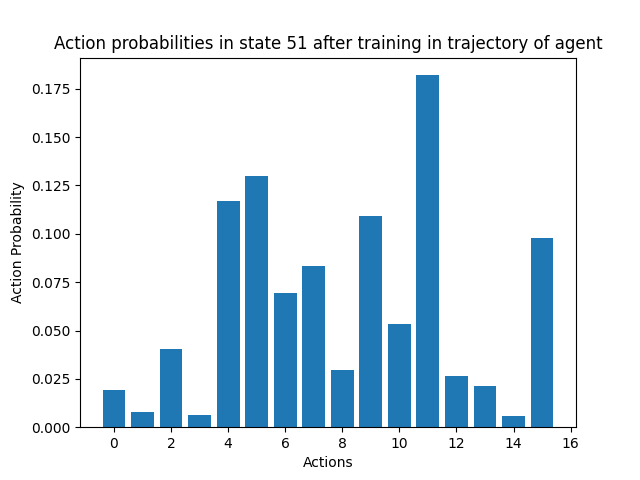 Action probabilities in state 51 after training in trajectory of agent
0.175
0.150
0.125
0.100
0.075
0.050
0.025
0.000
Action Probability
0 2 4 6 8 10 12 14 16
Actions